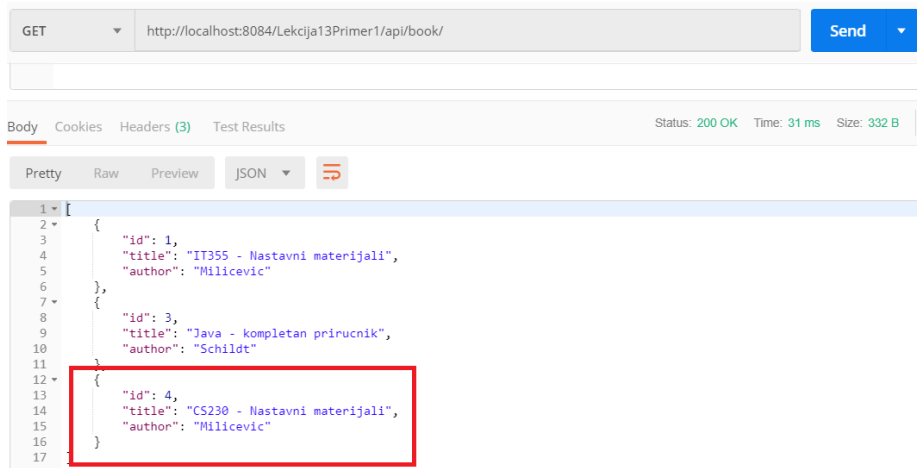 GET http://localhost:8084/Lekcija13Primer1/api/book/ Send
Body Cookies Headers (3) Test Results Status: 200 OK Time: 31 ms Size: 332 B
Pretty Raw Preview JSON
1 [
2 {
3 "id": 1,
4 "title": "IT355 - Nastavni materijali",
5 "author": "Milicevic"
6 },
7 {
8 "id": 3,
9 "title": "Java - kompletan prirucnik",
10 "author": "Schildt"
11 },
12 {
13 "id": 4,
14 "title": "CS230 - Nastavni materijali",
15 "author": "Milicevic"
16 }
17 ]